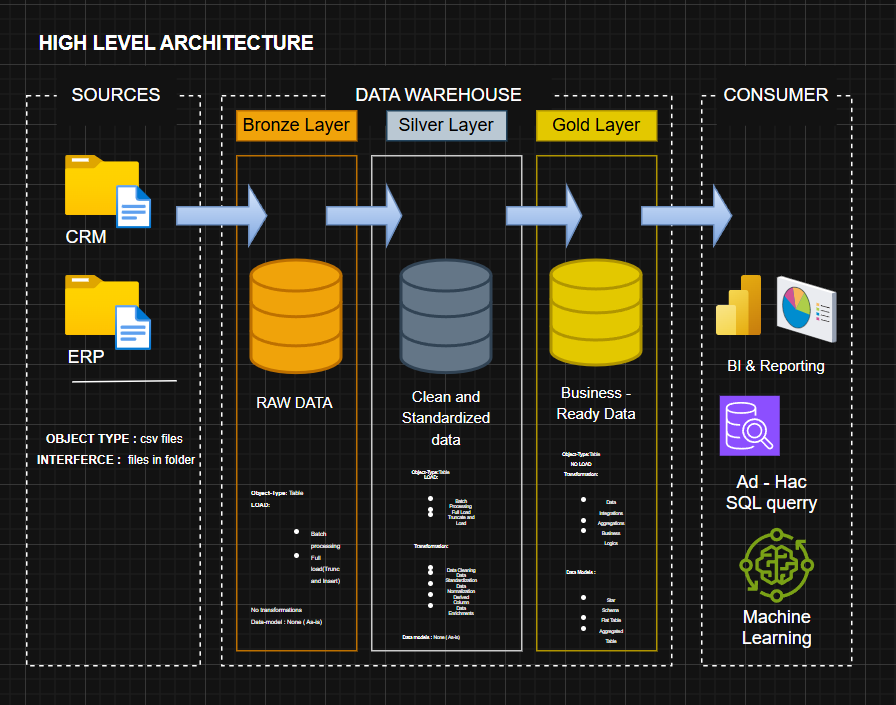 HIGH LEVEL ARCHITECTURE
SOURCES
CRM
ERP
OBJECT TYPE : csv files
INTERFERCE : files in folder
DATA WAREHOUSE
Bronze Layer
RAW DATA
Object-Type: Table
LOAD:
Batch
processing
Full
load(Trunc
and Insert)
No transformations
Data-model : None ( As-is)
Silver Layer
Clean and
Standardized
data
Object-Type:Table
LOAD:
Batch
Processing
Full Load
Truncate and
Load
Transformation:
Data Cleaning
Data
Standardization
Data
Normalization
Derived
Column
Data
Enrichments
Data models : None ( As-is)
Gold Layer
Business -
Ready Data
Object-Type:Table
NO LOAD
Transformation:
Data
Integrations
Aggregations
Business
Logics
Data Models :
Star
Schema
Flat Table
Aggregated
Table
CONSUMER
BI & Reporting
Ad - Hac
SQL querry
Machine
Learning